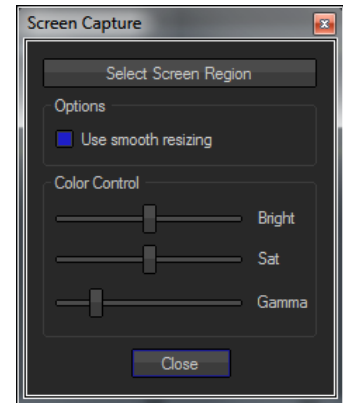 Screen Capture
Select Screen Region
Options
Use smooth resizing
Color Control
Bright
Sat
Gamma
Close